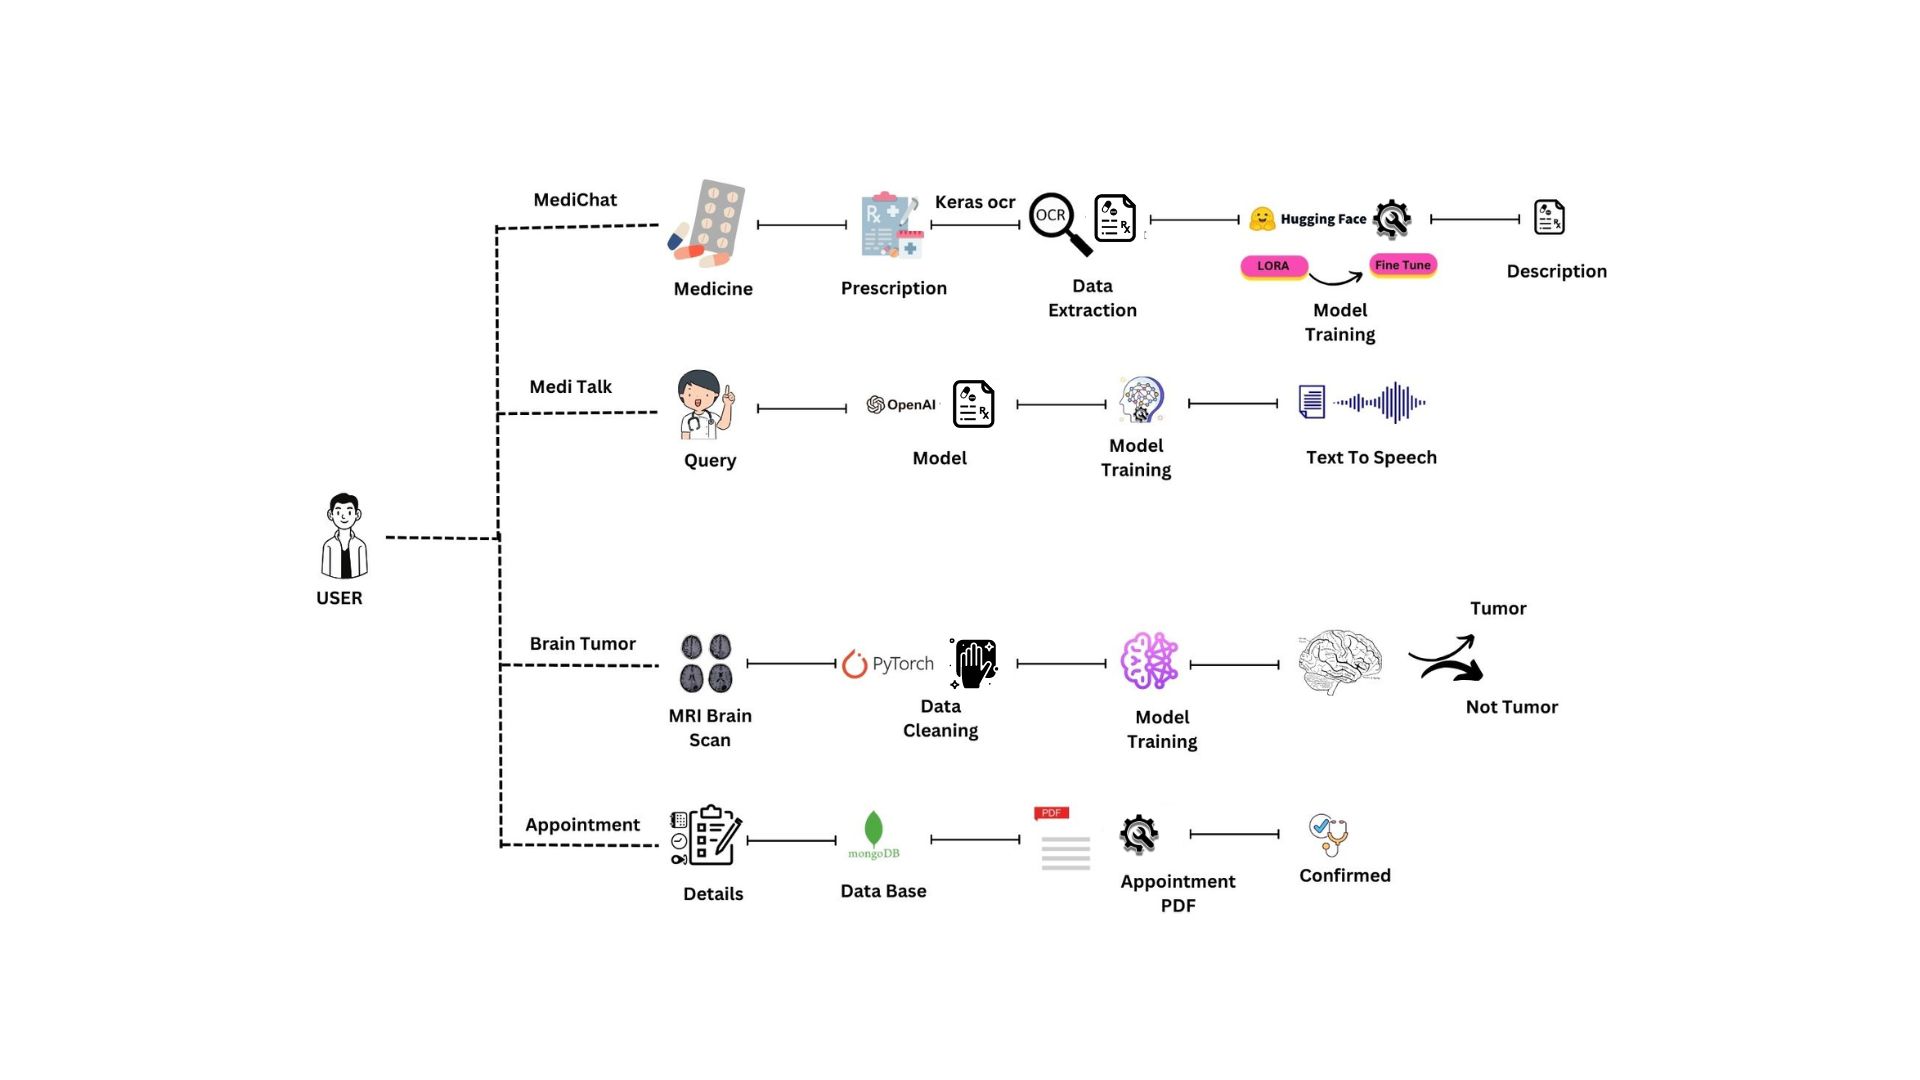 MediChat
Medicine
Prescription
Keras ocr
OCR
Rx
Data
Extraction
Hugging Face
LORA
Fine Tune
Model
Training
Description
Medi Talk
Query
OpenAI
Model
Model
Training
Text To Speech
USER
Brain Tumor
MRI Brain
Scan
PyTorch
Data
Cleaning
Model
Training
Tumor
Not Tumor
Appointment
Details
mongoDB
Data Base
PDF
Appointment
PDF
Confirmed